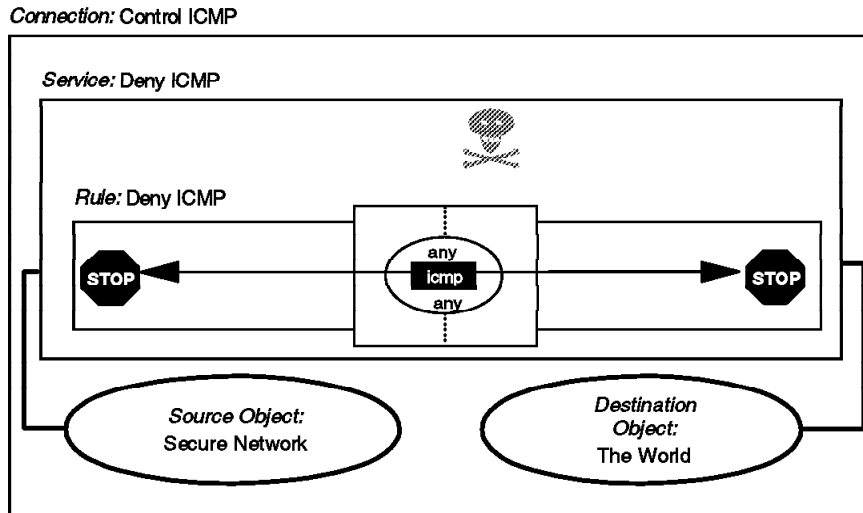 Connection: Control ICMP
Service: Deny ICMP
Rule: Deny ICMP
STOP
any
icmp
any
STOP
Source Object:
Secure Network
Destination
Object:
The World